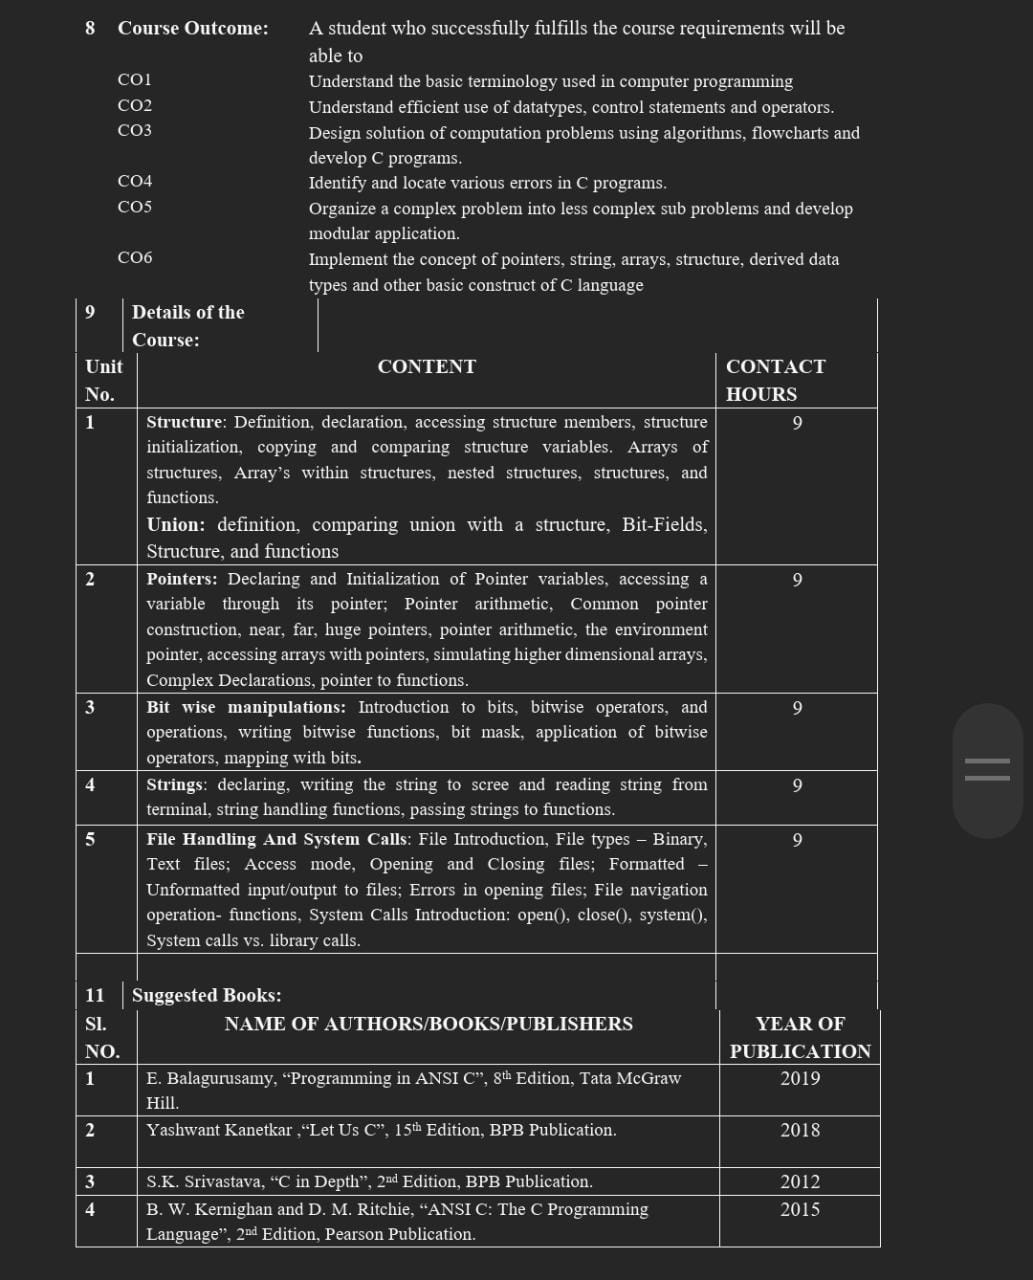 8 Course Outcome: A student who successfully fulfills the course requirements will be
able to
CO1 Understand the basic terminology used in computer programming
CO2 Understand efficient use of datatypes, control statements and operators.
CO3 Design solution of computation problems using algorithms, flowcharts and
develop C programs.
CO4 Identify and locate various errors in C programs.
CO5 Organize a complex problem into less complex sub problems and develop
modular application.
CO6 Implement the concept of pointers, string, arrays, structure, derived data
types and other basic construct of C language
9 Details of the
Course:
Unit CONTENT CONTACT
No. HOURS
1 Structure: Definition, declaration, accessing structure members, structure 9
initialization, copying and comparing structure variables. Arrays of
structures, Array’s within structures, nested structures, structures, and
functions.
Union: definition, comparing union with a structure, Bit-Fields,
Structure, and functions
2 Pointers: Declaring and Initialization of Pointer variables, accessing a 9
variable through its pointer; Pointer arithmetic, Common pointer
construction, near, far, huge pointers, pointer arithmetic, the environment
pointer, accessing arrays with pointers, simulating higher dimensional arrays,
Complex Declarations, pointer to functions.
3 Bit wise manipulations: Introduction to bits, bitwise operators, and 9
operations, writing bitwise functions, bit mask, application of bitwise
operators, mapping with bits.
4 Strings: declaring, writing the string to scree and reading string from 9
terminal, string handling functions, passing strings to functions.
5 File Handling And System Calls: File Introduction, File types – Binary, 9
Text files; Access mode, Opening and Closing files; Formatted –
Unformatted input/output to files; Errors in opening files; File navigation
operation- functions, System Calls Introduction: open(), close(), system(),
System calls vs. library calls.
11 Suggested Books:
Sl. NAME OF AUTHORS/BOOKS/PUBLISHERS YEAR OF
NO. PUBLICATION
1 E. Balagurusamy, “Programming in ANSI C”, 8th Edition, Tata McGraw 2019
Hill.
2 Yashwant Kanetkar ,“Let Us C”, 15th Edition, BPB Publication. 2018
3 S.K. Srivastava, “C in Depth”, 2nd Edition, BPB Publication. 2012
4 B. W. Kernighan and D. M. Ritchie, “ANSI C: The C Programming 2015
Language”, 2nd Edition, Pearson Publication.